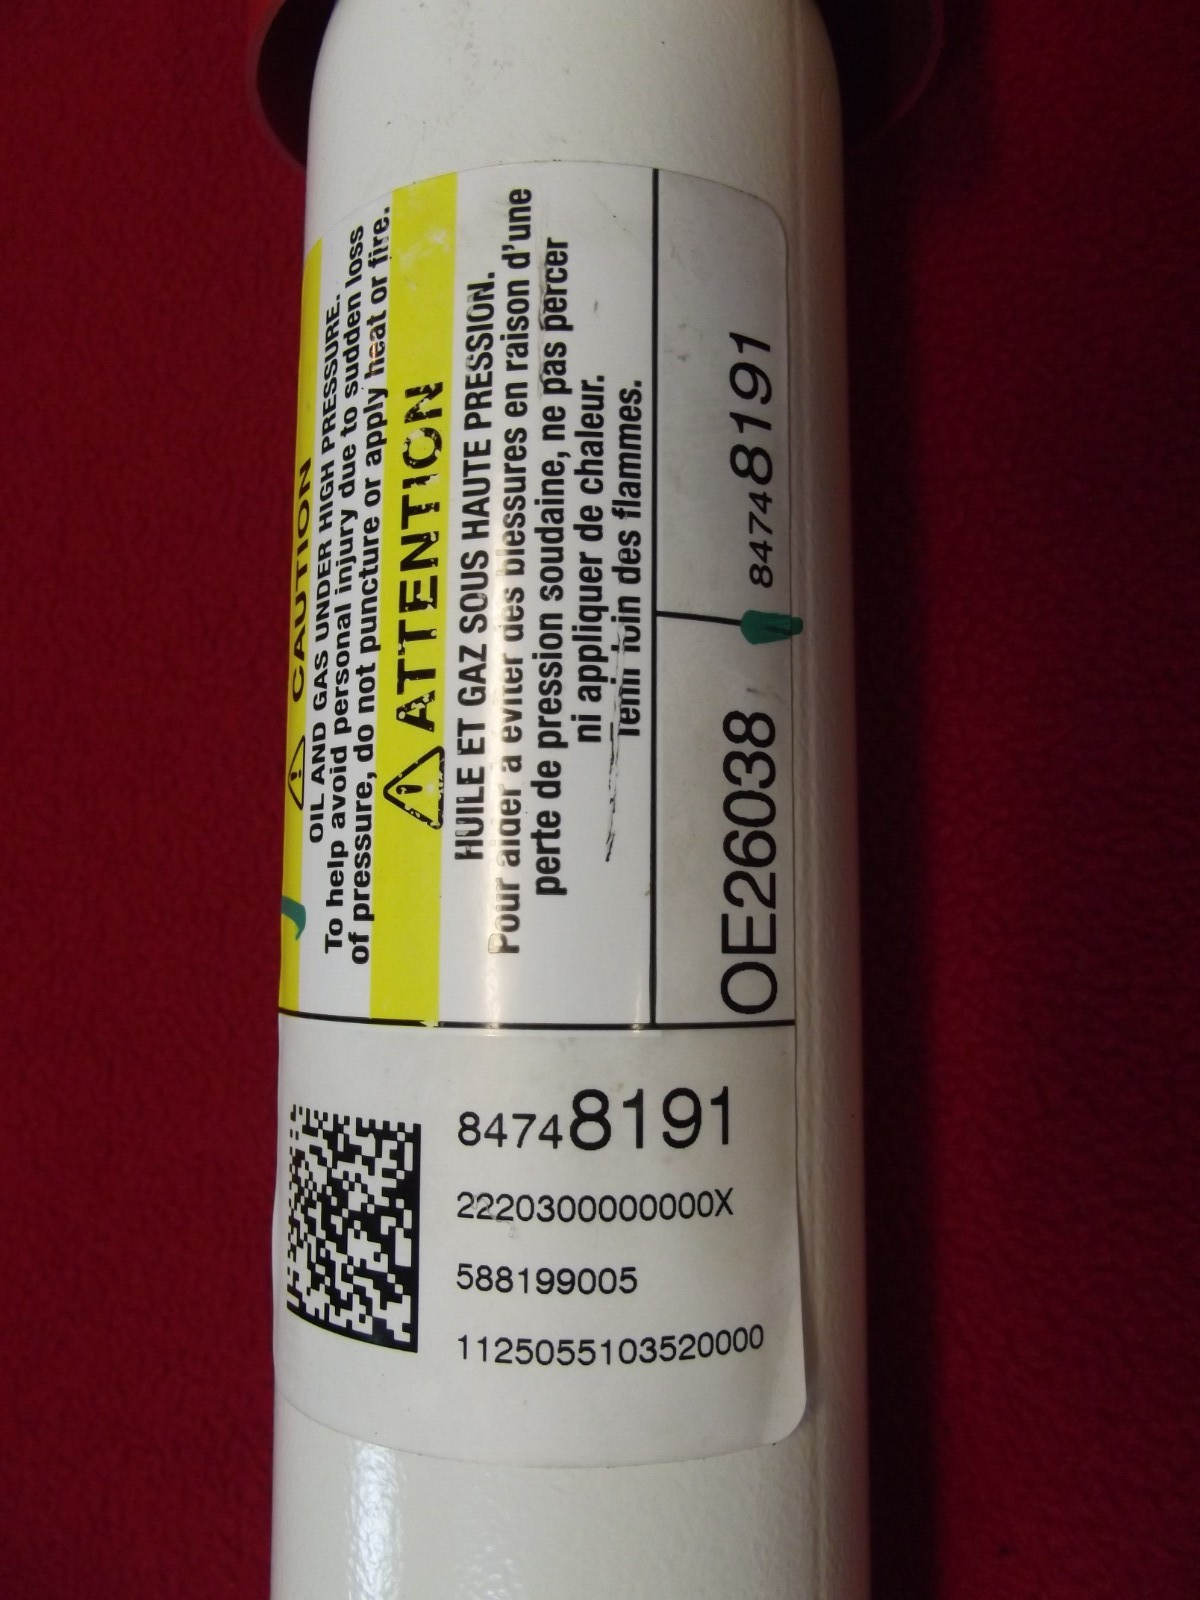 CAUTION
OIL AND GAS UNDER HIGH PRESSURE.
To help avoid personal injury due to sudden loss
of pressure, do not puncture or apply heat or fire.
ATTENTION
HUILE ET GAZ SOUS HAUTE PRESSION.
Pour aider à éviter des blessures en raison d'une
perte de pression soudaine, ne pas percer
ni appliquer de chaleur.
Tenir loin des flammes.
OE26038
84748191
84748191
2220300000000X
588199005
1125055103520000